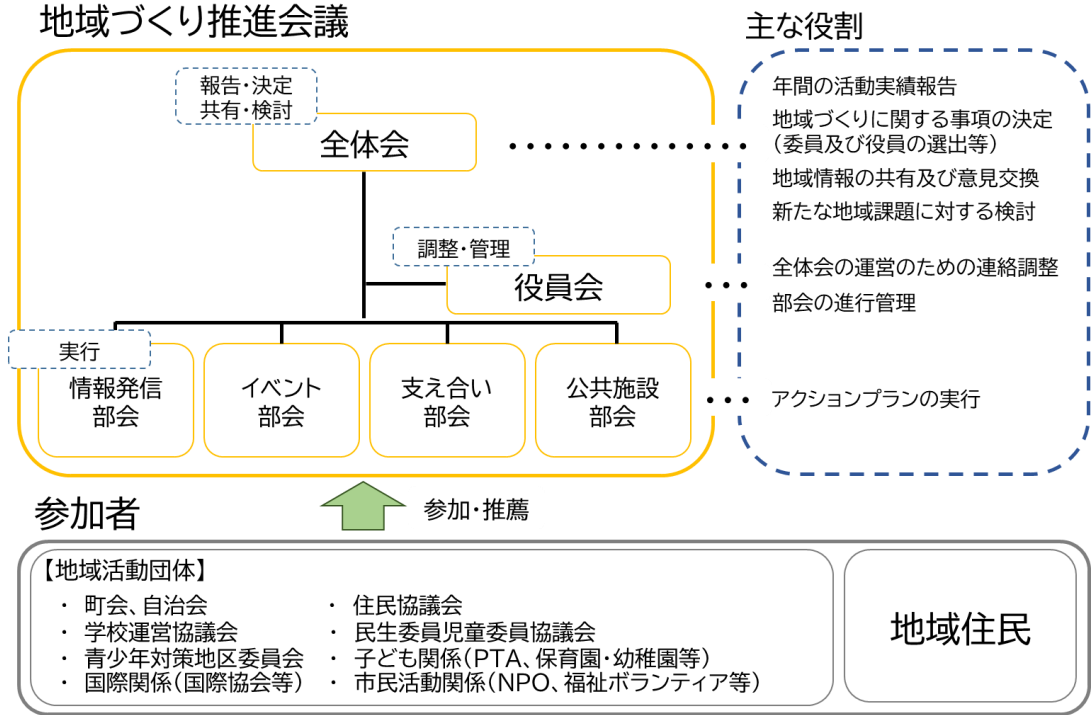 地域づくり推進会議
主な役割
報告・決定
共有・検討
全体会
年間の活動実績報告
地域づくりに関する事項の決定
（委員及び役員の選出等）
地域情報の共有及び意見交換
新たな地域課題に対する検討
調整・管理
役員会
全体会の運営のための連絡調整
部会の進行管理
実行
情報発信
部会
イベント
部会
支え合い
部会
公共施設
部会
アクションプランの実行
参加者
参加・推薦
【地域活動団体】
・ 町会、自治会
・ 学校運営協議会
・ 青少年対策地区委員会
・ 国際関係（国際協会等）
・ 住民協議会
・ 民生委員児童委員協議会
・ 子ども関係（PTA、保育園・幼稚園等）
・ 市民活動関係（NPO、福祉ボランティア等）
地域住民